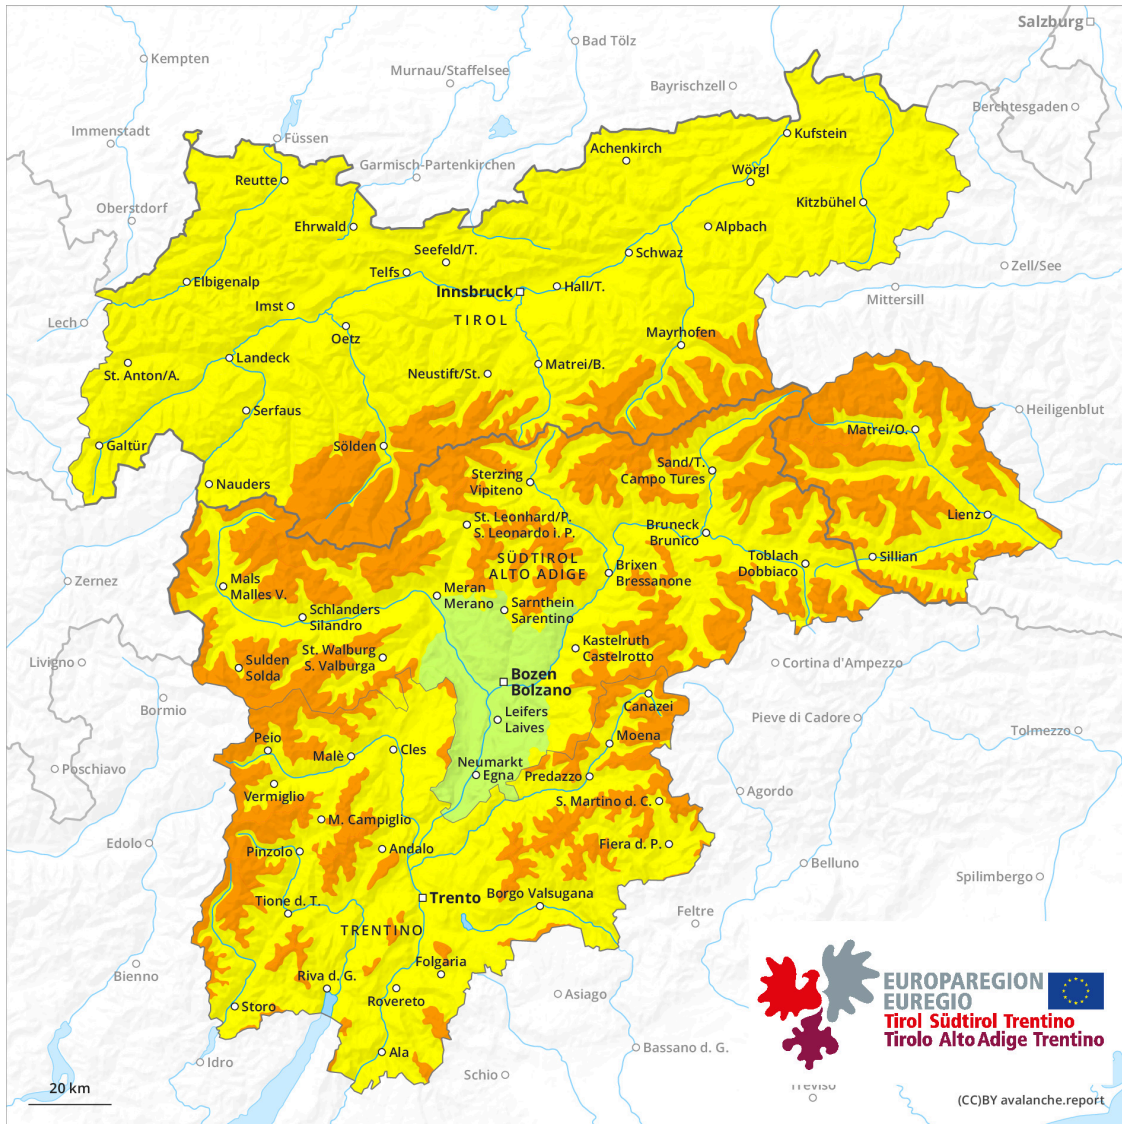 Salzburg
Bad Tölz
Kempten
Murnau/Staffelsee
Bayrischzell
Berchtesgaden
Immenstadt
Füssen
Kufstein
Achenkirch
Garmisch-Partenkirchen
Wörgl
Reutte
Oberstdorf
Kitzbühel
Ehrwald
Alpbach
Seefeld/T.
Schwaz
Zell/See
Telfs
Elbigenalp
Hall/T.
Innsbruck
Mittersill
Imst
TIROL
Lech
Mayrhofen
Oetz
Landeck
Matrei/B.
St. Anton/A.
Neustift/St.
Serfaus
Heiligenblut
Matrei/O.
Galtür
Sölden
Sand/T.
Campo Tures
Sterzing
Vipiteno
Nauders
Lienz
St. Leonhard/P.
S. Leonardo i. P.
Bruneck
Brunico
SÜDTIROL
ALTO ADIGE
Toblach
Dobbiaco
Sillian
Brixen
Bressanone
Zernez
Mals
Malles V.
Meran
Merano
Sarnthein
Sarentino
Schlanders
Silandro
Kastelruth
Castelrotto
St. Walburg
S. Valburga
Livigno
Sulden
Solda
Cortina d'Ampezzo
Bozen
Bolzano
Bormio
Canazei
Leifers
Laives
Pieve di Cadore
Tolmezzo
Moena
Peio
Cles
Malè
Neumarkt
Egna
Predazzo
Poschiavo
Vermiglio
Agordo
S. Martino d. C.
M. Campiglio
Edolo
Pinzolo
Andalo
Fiera d. P.
Belluno
Spilimbergo
Trento
Borgo Valsugana
Tione d. T.
Feltre
TRENTINO
Folgaria
Bienno
Riva d. G.
Rovereto
Asiago
Storo
Ala
Bassano d. G.
Idro
Schio
Treviso
EUROPAREGION
EUREGIO
Tirol Südtirol Trentino
Tirolo Alto Adige Trentino
20 km
(CC)BY avalanche.report